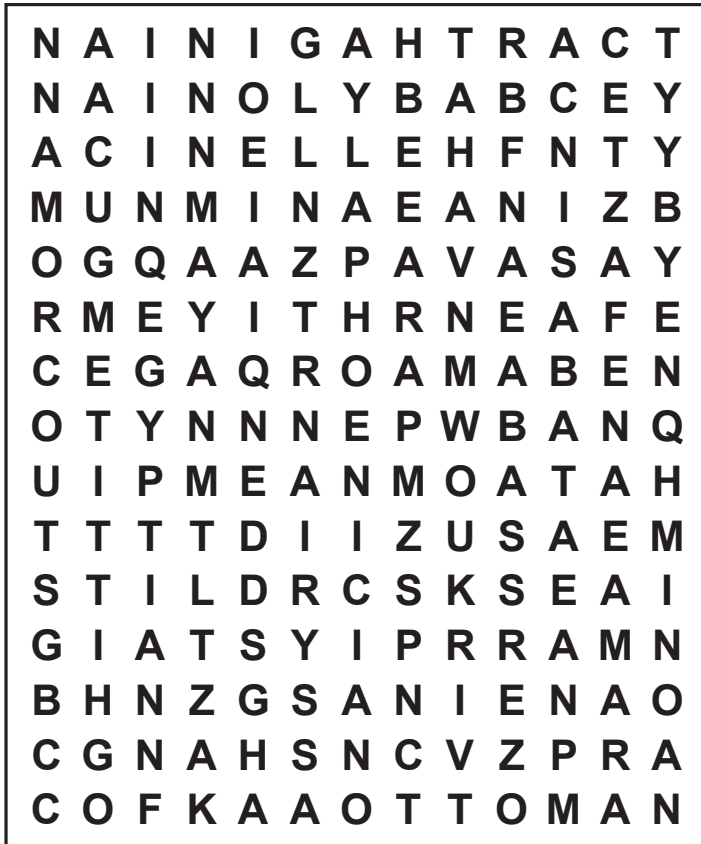 N A I N I G A H T R A C T
N A I N O L Y B A B C E Y
A C I N E L L E H F N T Y
M U N M I N A E A N I Z B
O G Q A A Z P A V A S A Y
R M E Y I T H R N E A F E
C E G A Q R O A M A B E N
O T Y N N N E P W B A N Q
U I P M E A N M O A T A H
T T T T D I I Z U S A E M
S T I L D R C S K S E A I
G I A T S Y I P R R A M N
B H N Z G S A N I E N A O
C G N A H S N C V Z P R A
C O F K A A O T T O M A N